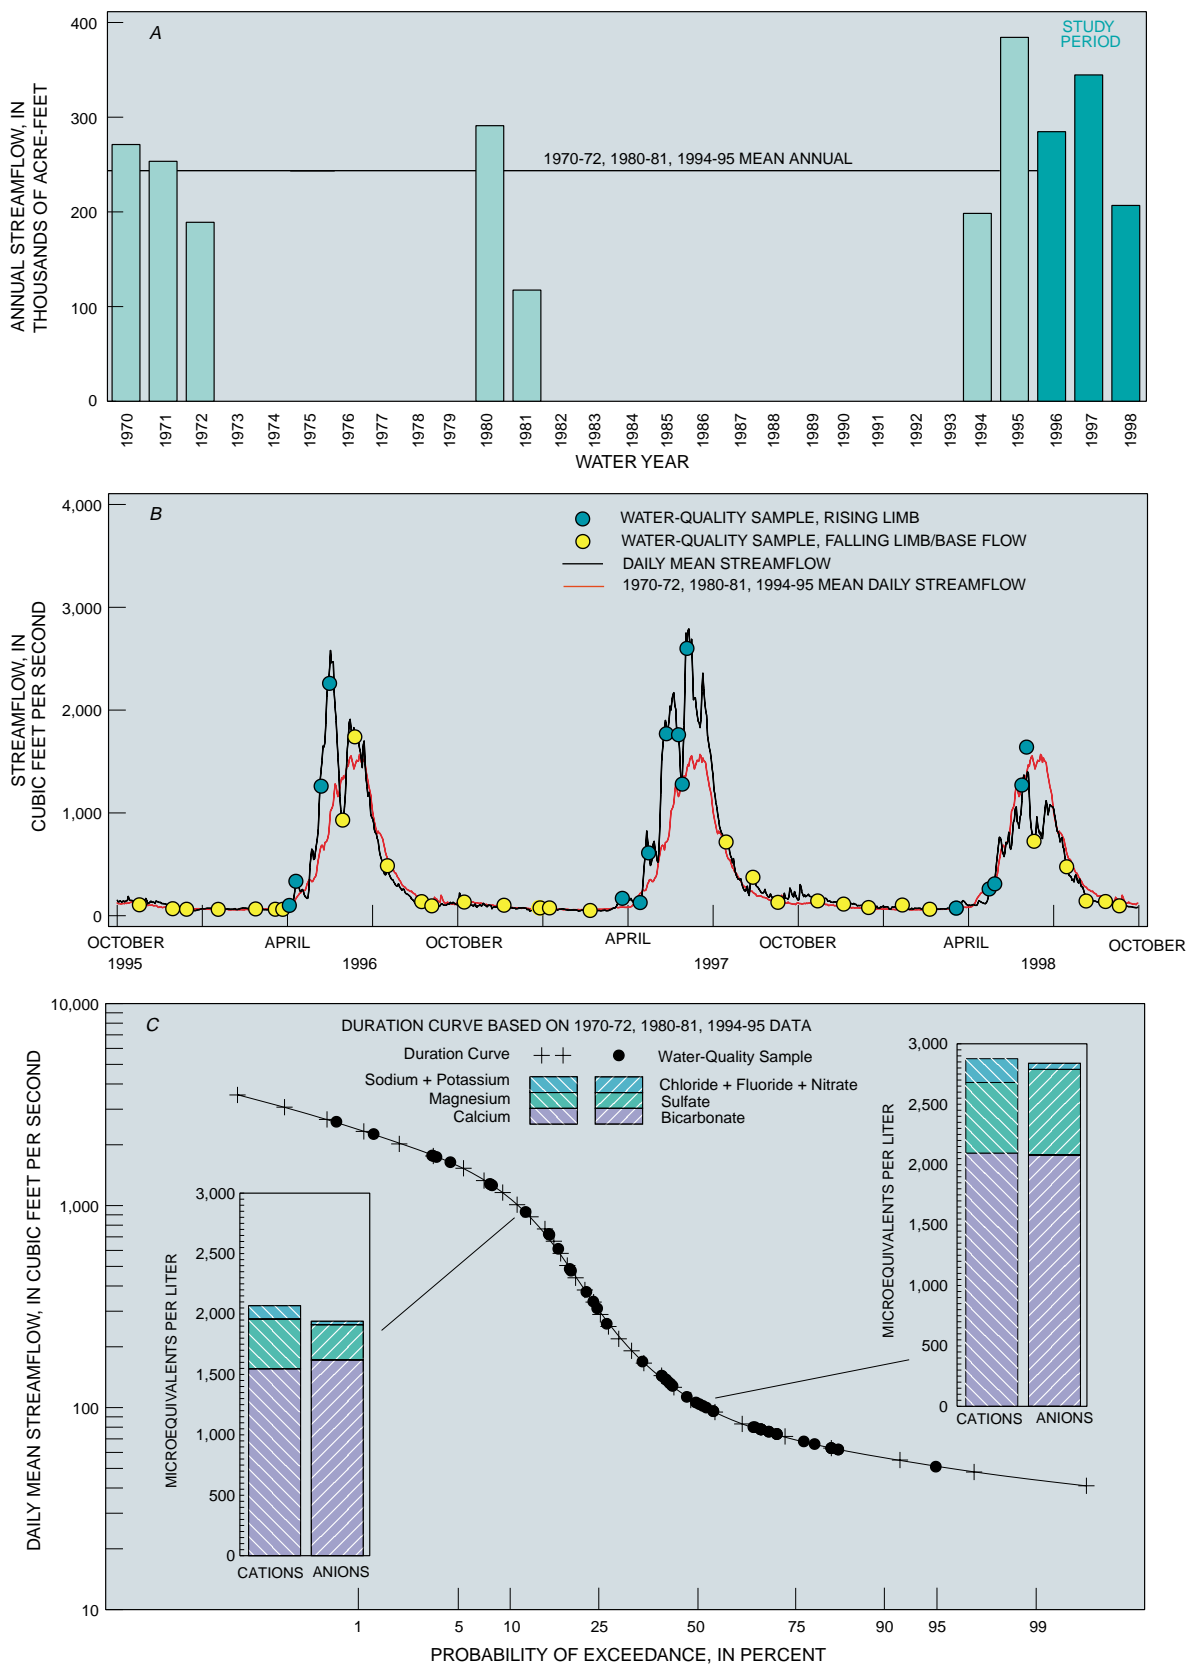 A
STUDY
PERIOD
400
300
200
100
0
ANNUAL STREAMFLOW, IN
THOUSANDS OF ACRE-FEET
1970-72, 1980-81, 1994-95 MEAN ANNUAL
1970 1971 1972 1973 1974 1975 1976 1977 1978 1979 1980 1981 1982 1983 1984 1985 1986 1987 1988 1989 1990 1991 1992 1993 1994 1995 1996 1997 1998
WATER YEAR
B
4,000
3,000
2,000
1,000
0
STREAMFLOW, IN
CUBIC FEET PER SECOND
WATER-QUALITY SAMPLE, RISING LIMB
WATER-QUALITY SAMPLE, FALLING LIMB/BASE FLOW
DAILY MEAN STREAMFLOW
1970-72, 1980-81, 1994-95 MEAN DAILY STREAMFLOW
OCTOBER APRIL OCTOBER APRIL OCTOBER APRIL OCTOBER
1995 1996 1997 1998
C
DURATION CURVE BASED ON 1970-72, 1980-81, 1994-95 DATA
Duration Curve
Water-Quality Sample
Sodium + Potassium
Chloride + Fluoride + Nitrate
Magnesium
Sulfate
Calcium
Bicarbonate
10,000
1,000
100
10
DAILY MEAN STREAMFLOW, IN CUBIC FEET PER SECOND
3,000
2,500
2,000
1,500
1,000
500
0
MICROEQUIVALENTS PER LITER
CATIONS ANIONS
3,000
2,500
2,000
1,500
1,000
500
0
MICROEQUIVALENTS PER LITER
CATIONS ANIONS
1 5 10 25 50 75 90 95 99
PROBABILITY OF EXCEEDANCE, IN PERCENT